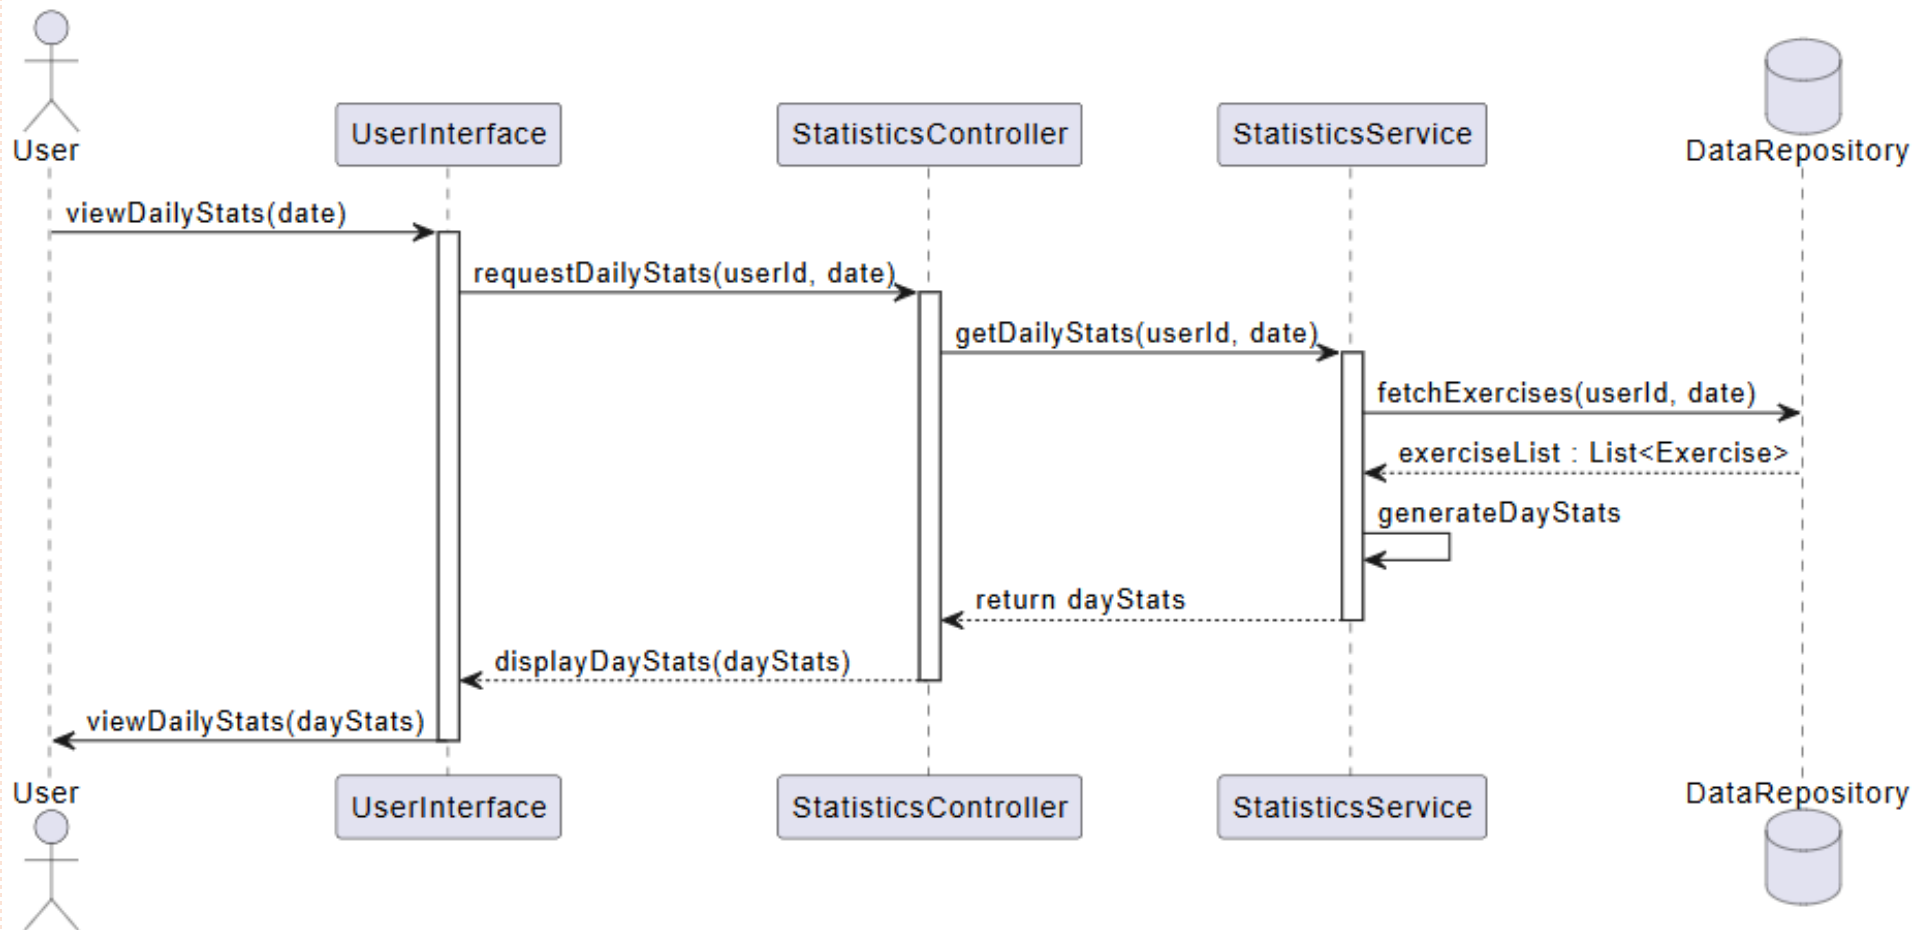 User
UserInterface
StatisticsController
StatisticsService
DataRepository
viewDailyStats(date)
requestDailyStats(userId, date)
getDailyStats(userId, date)
fetchExercises(userId, date)
exerciseList : List<Exercise>
generateDayStats
return dayStats
displayDayStats(dayStats)
viewDailyStats(dayStats)
User
UserInterface
StatisticsController
StatisticsService
DataRepository